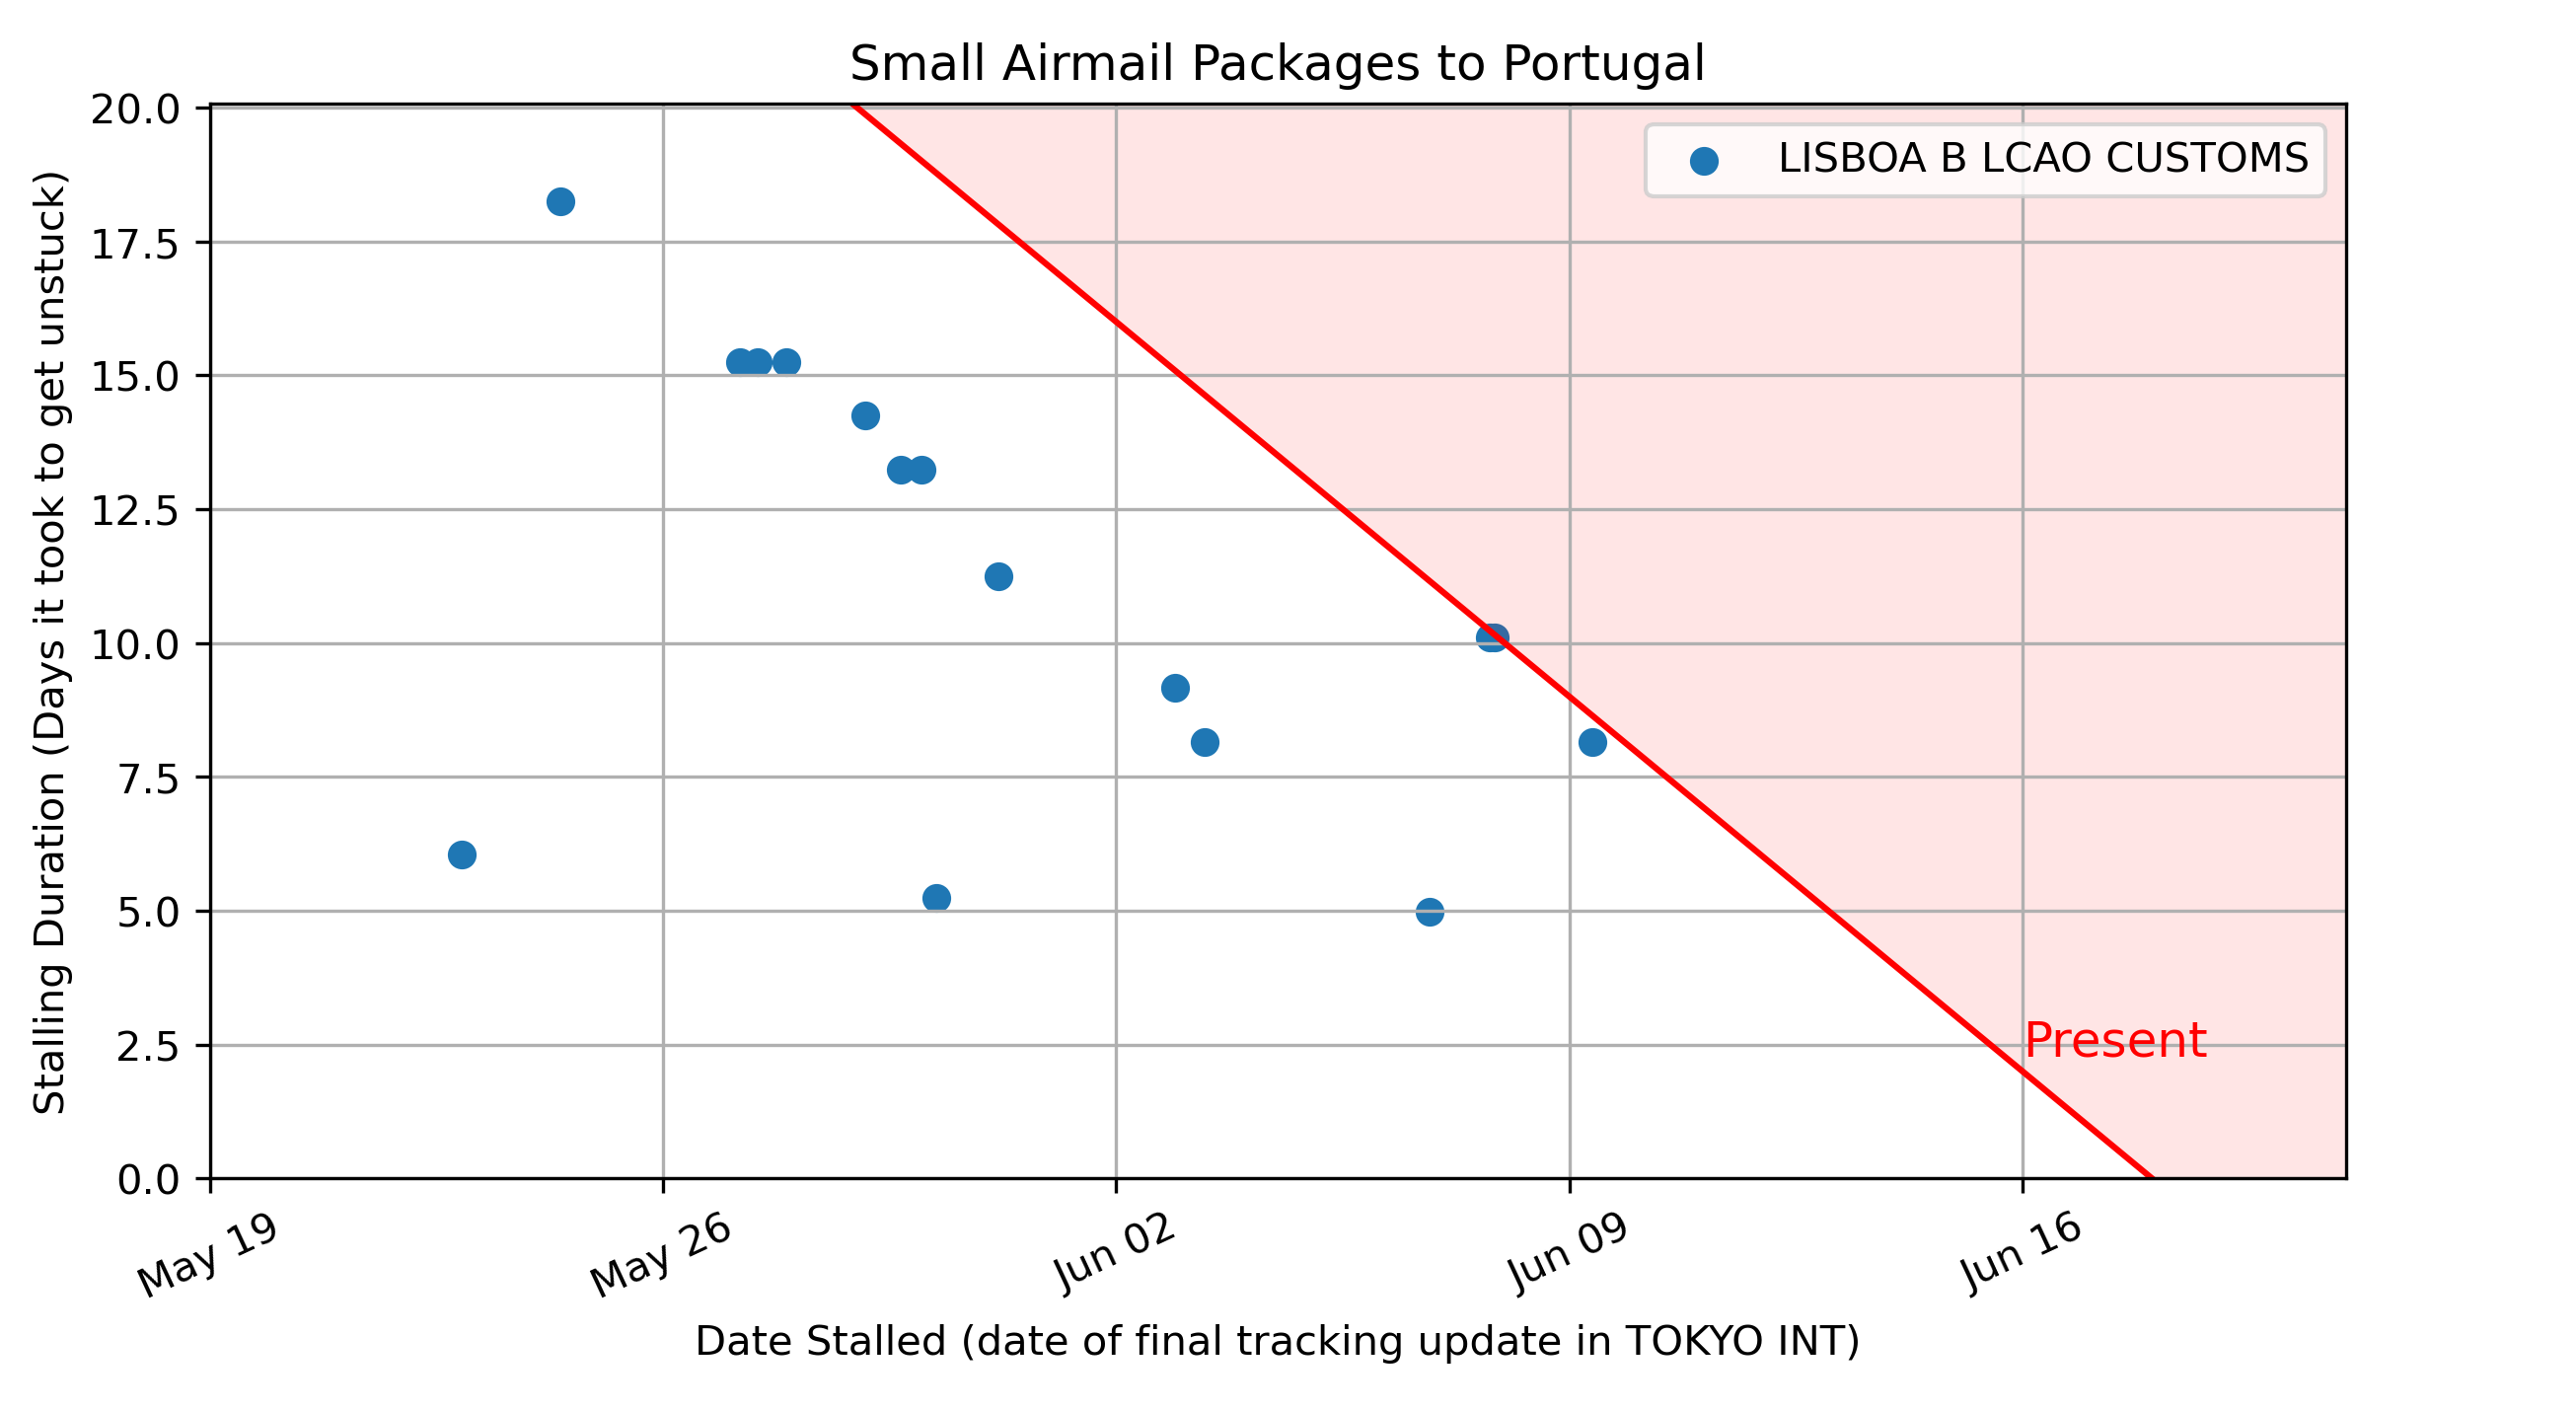 Small Airmail Packages to Portugal
LISBOA B LCAO CUSTOMS
Stalling Duration (Days it took to get unstuck)
20.0
17.5
15.0
12.5
10.0
7.5
5.0
2.5
0.0
Present
May 19
May 26
Jun 02
Jun 09
Jun 16
Date Stalled (date of final tracking update in TOKYO INT)